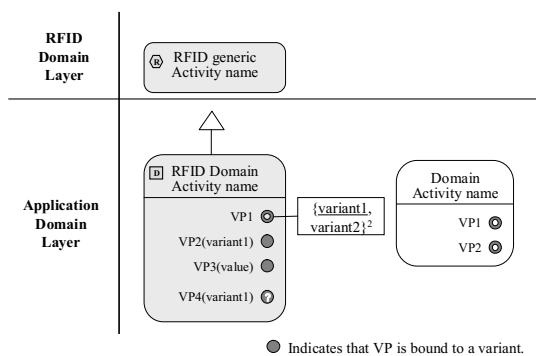 RFID
Domain
Layer
R
RFID generic
Activity name
Application
Domain
Layer
D
RFID Domain
Activity name
VP1
VP2(variant1)
VP3(value)
VP4(variant1)
?
{variant1,
variant2}²
Domain
Activity name
VP1
VP2
Indicates that VP is bound to a variant.